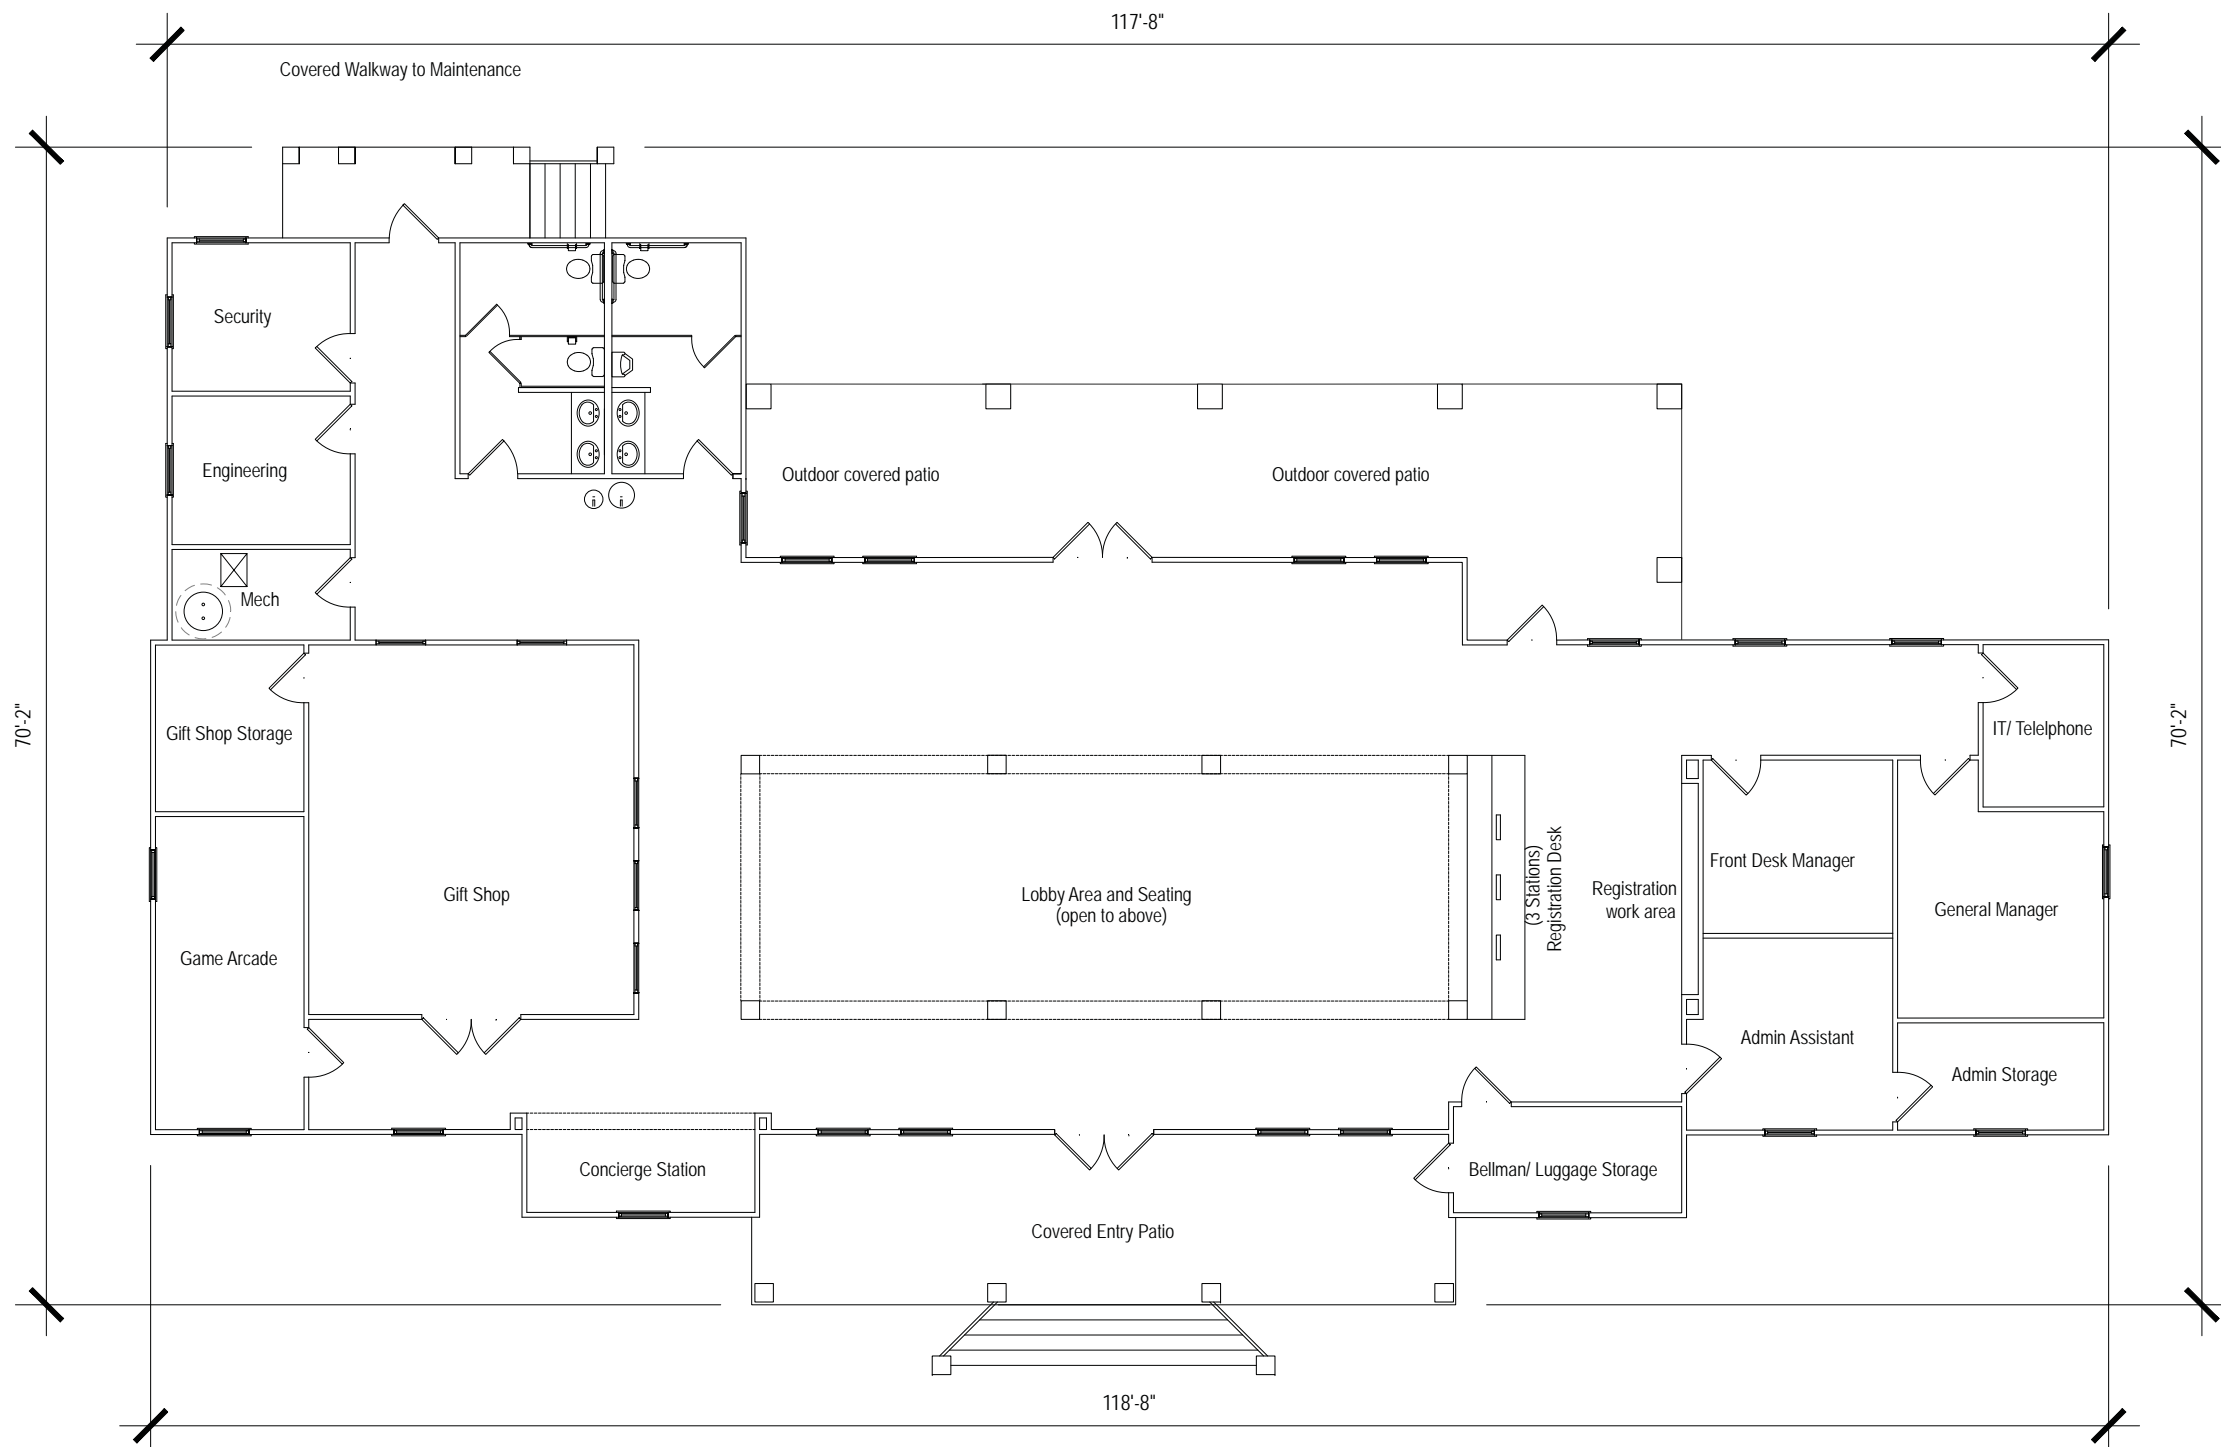 117'-8"
Covered Walkway to Maintenance
Security
Engineering
Outdoor covered patio
Outdoor covered patio
Mech
70'-2"
70'-2"
Gift Shop Storage
IT/ Telelphone
Front Desk Manager
(3 Stations)
Registration Desk
Registration
work area
Gift Shop
Lobby Area and Seating
(open to above)
General Manager
Game Arcade
Admin Assistant
Admin Storage
Concierge Station
Bellman/ Luggage Storage
Covered Entry Patio
118'-8"